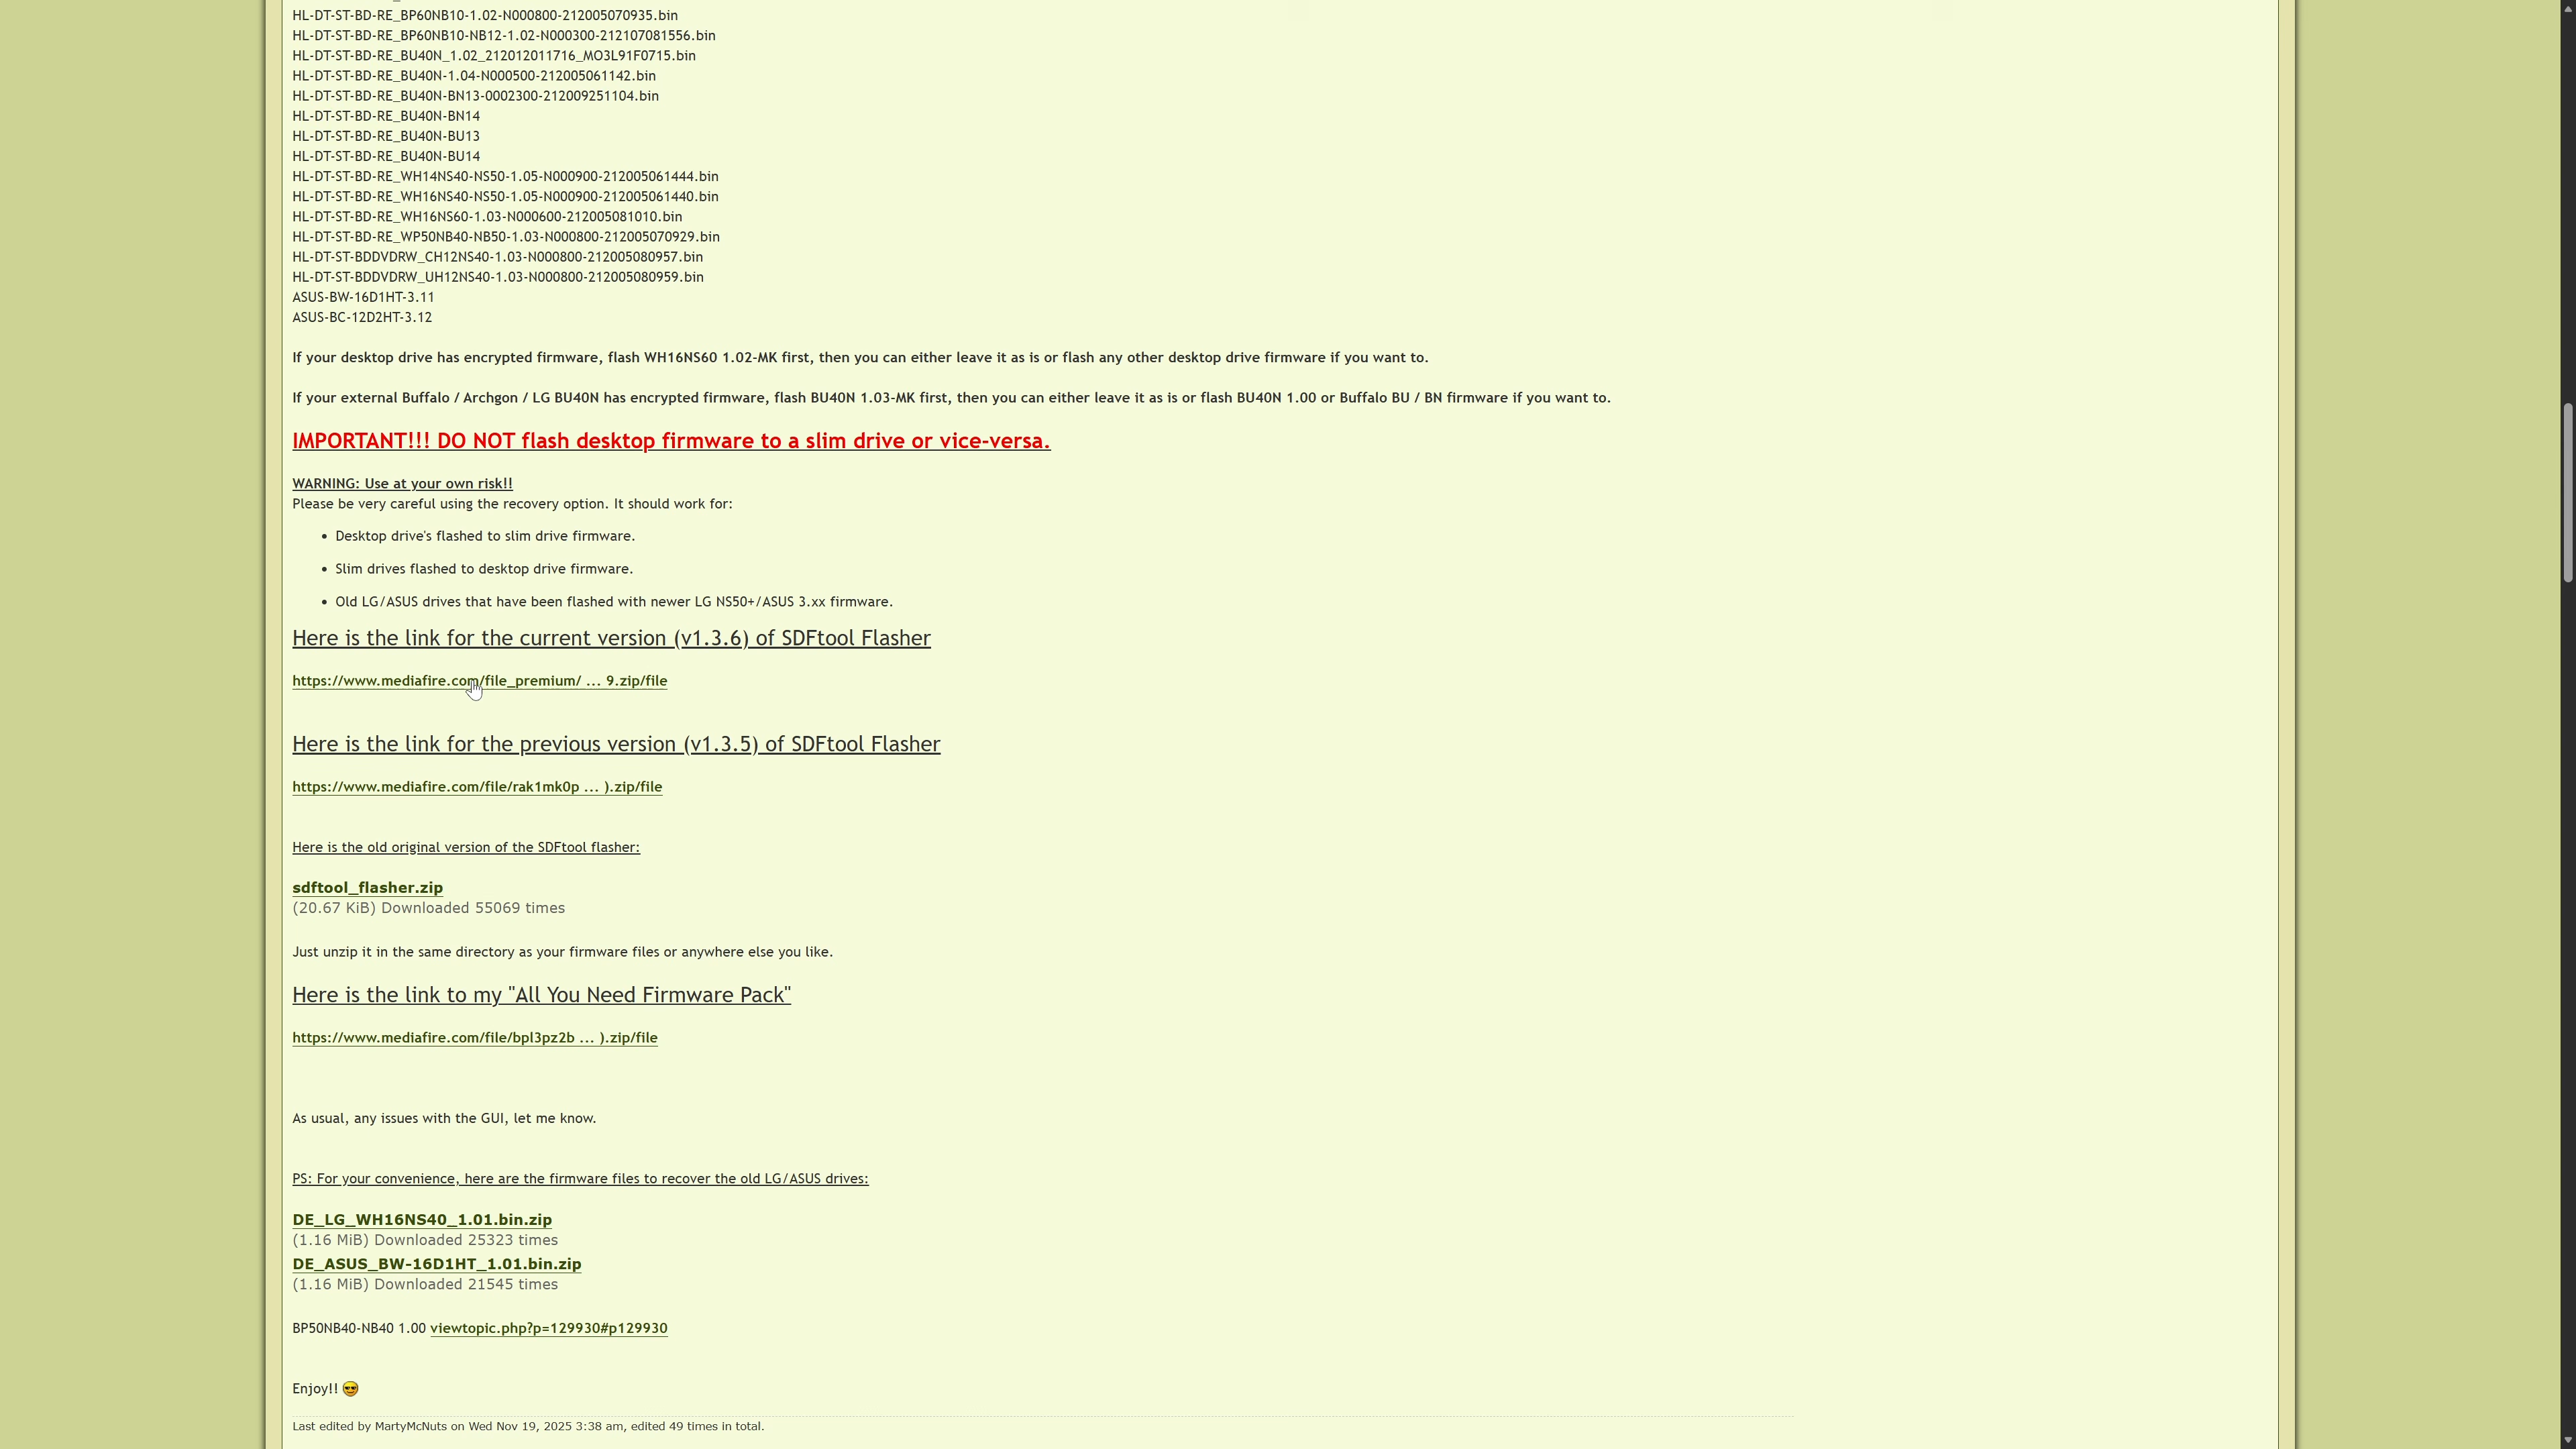 HL-DT-ST-BD-RE_BP60NB10-1.02-N000800-212005070935.bin
HL-DT-ST-BD-RE_BP60NB10-NB12-1.02-N000300-212107081556.bin
HL-DT-ST-BD-RE_BU40N_1.02_212012011716_MO3L91F0715.bin
HL-DT-ST-BD-RE_BU40N-1.04-N000500-212005061142.bin
HL-DT-ST-BD-RE_BU40N-BN13-0002300-212009251104.bin
HL-DT-ST-BD-RE_BU40N-BN14
HL-DT-ST-BD-RE_BU40N-BU13
HL-DT-ST-BD-RE_BU40N-BU14
HL-DT-ST-BD-RE_WH14NS40-NS50-1.05-N000900-212005061444.bin
HL-DT-ST-BD-RE_WH16NS40-NS50-1.05-N000900-212005061440.bin
HL-DT-ST-BD-RE_WH16NS60-1.03-N000600-212005081010.bin
HL-DT-ST-BD-RE_WP50NB40-NB50-1.03-N000800-212005070929.bin
HL-DT-ST-BDDVDRW_CH12NS40-1.03-N000800-212005080957.bin
HL-DT-ST-BDDVDRW_UH12NS40-1.03-N000800-212005080959.bin
ASUS-BW-16D1HT-3.11
ASUS-BC-12D2HT-3.12
If your desktop drive has encrypted firmware, flash WH16NS60 1.02-MK first, then you can either leave it as is or flash any other desktop drive firmware if you want to.
If your external Buffalo / Archgon / LG BU40N has encrypted firmware, flash BU40N 1.03-MK first, then you can either leave it as is or flash BU40N 1.00 or Buffalo BU / BN firmware if you want to.
IMPORTANT!!! DO NOT flash desktop firmware to a slim drive or vice-versa.
WARNING: Use at your own risk!!
Please be very careful using the recovery option. It should work for:
• Desktop drive's flashed to slim drive firmware.
• Slim drives flashed to desktop drive firmware.
• Old LG/ASUS drives that have been flashed with newer LG NS50+/ASUS 3.xx firmware.
Here is the link for the current version (v1.3.6) of SDFtool Flasher
https://www.mediafire.com/file_premium/ ... 9.zip/file
Here is the link for the previous version (v1.3.5) of SDFtool Flasher
https://www.mediafire.com/file/rak1mk0p ... ).zip/file
Here is the old original version of the SDFtool flasher:
sdftool_flasher.zip
(20.67 KiB) Downloaded 55069 times
Just unzip it in the same directory as your firmware files or anywhere else you like.
Here is the link to my "All You Need Firmware Pack"
https://www.mediafire.com/file/bpl3pz2b ... ).zip/file
As usual, any issues with the GUI, let me know.
PS: For your convenience, here are the firmware files to recover the old LG/ASUS drives:
DE_LG_WH16NS40_1.01.bin.zip
(1.16 MiB) Downloaded 25323 times
DE_ASUS_BW-16D1HT_1.01.bin.zip
(1.16 MiB) Downloaded 21545 times
BP50NB40-NB40 1.00 viewtopic.php?p=129930#p129930
Enjoy!!
Last edited by MartyMcNuts on Wed Nov 19, 2025 3:38 am, edited 49 times in total.